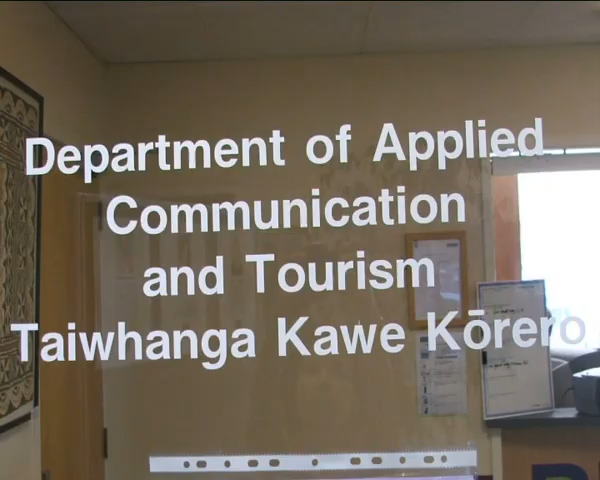 Department of Applied
Communication
and Tourism
Taiwhanga Kawe Kōrero